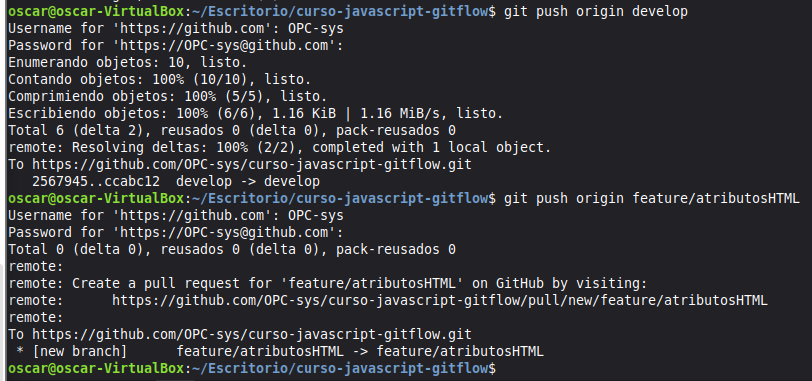 oscar@oscar-VirtualBox:~/Escritorio/curso-javascript-gitflow$ git push origin develop
Username for 'https://github.com': OPC-sys
Password for 'https://OPC-sys@github.com':
Enumerando objetos: 10, listo.
Contando objetos: 100% (10/10), listo.
Comprimiendo objetos: 100% (5/5), listo.
Escribiendo objetos: 100% (6/6), 1.16 KiB | 1.16 MiB/s, listo.
Total 6 (delta 2), reusados 0 (delta 0), pack-reusados 0
remote: Resolving deltas: 100% (2/2), completed with 1 local object.
To https://github.com/OPC-sys/curso-javascript-gitflow.git
   2567945..ccabc12  develop -> develop
oscar@oscar-VirtualBox:~/Escritorio/curso-javascript-gitflow$ git push origin feature/atributosHTML
Username for 'https://github.com': OPC-sys
Password for 'https://OPC-sys@github.com':
Total 0 (delta 0), reusados 0 (delta 0), pack-reusados 0
remote:
remote: Create a pull request for 'feature/atributosHTML' on GitHub by visiting:
remote:      https://github.com/OPC-sys/curso-javascript-gitflow/pull/new/feature/atributosHTML
remote:
To https://github.com/OPC-sys/curso-javascript-gitflow.git
 * [new branch]      feature/atributosHTML -> feature/atributosHTML
oscar@oscar-VirtualBox:~/Escritorio/curso-javascript-gitflow$